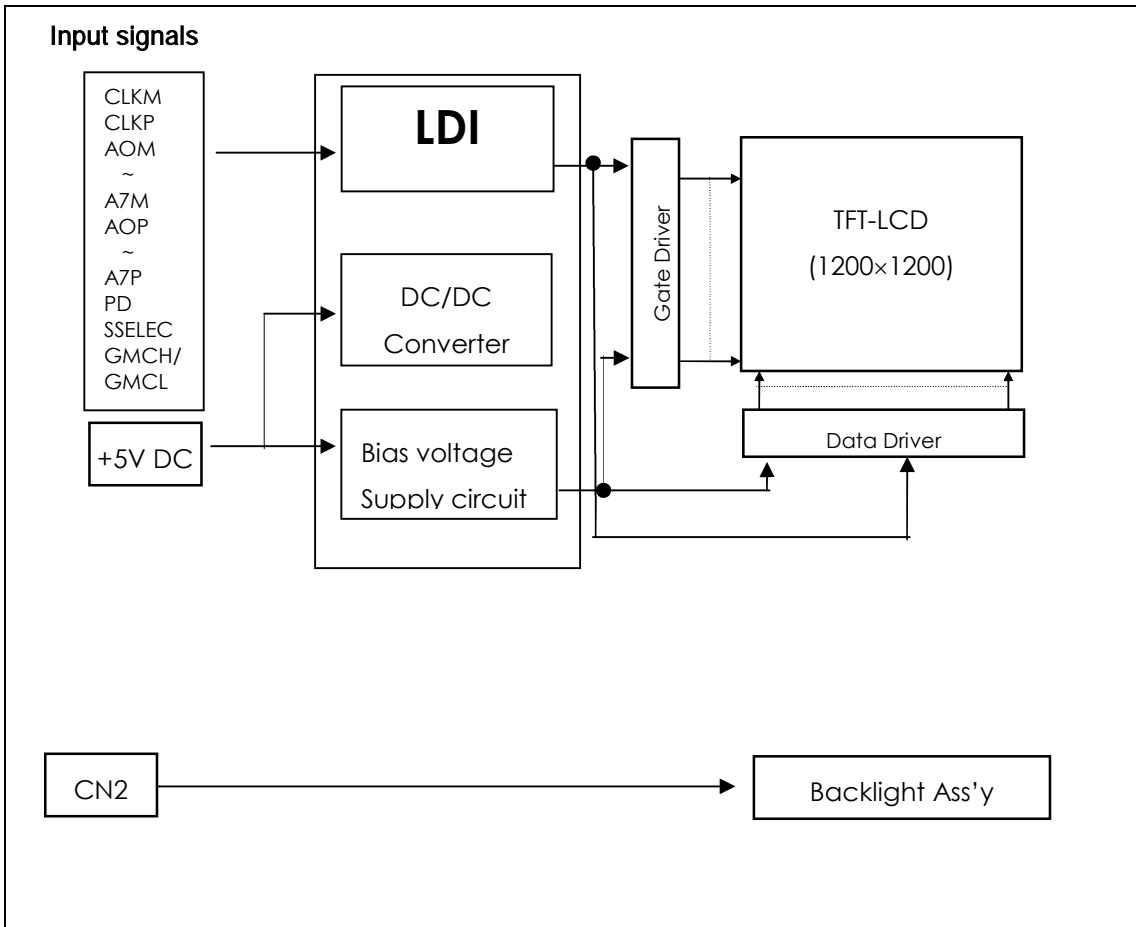 Input signals
CLKM
CLKP
AOM
~
A7M
AOP
~
A7P
PD
SSELEC
GMCH/
GMCL
+5V DC
LDI
DC/DC
Converter
Bias voltage
Supply circuit
Gate Driver
TFT-LCD
(1200×1200)
Data Driver
CN2
Backlight Ass'y